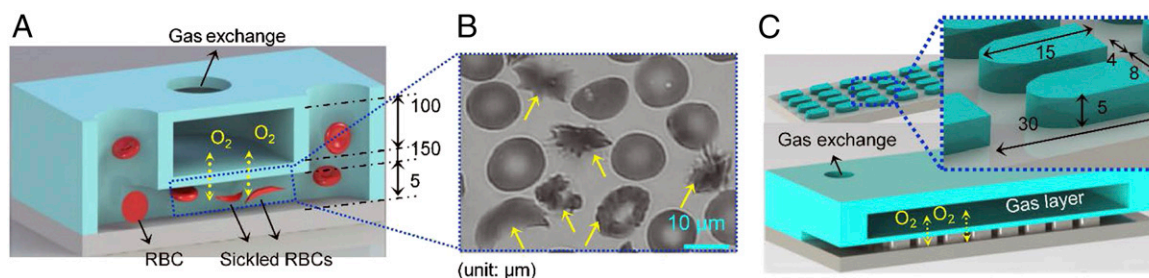 A
Gas exchange
O2
O2
100
150
5
RBC
Sickled RBCs
B
10 µm
(unit: µm)
C
15
4
8
5
30
Gas exchange
O2
O2
Gas layer